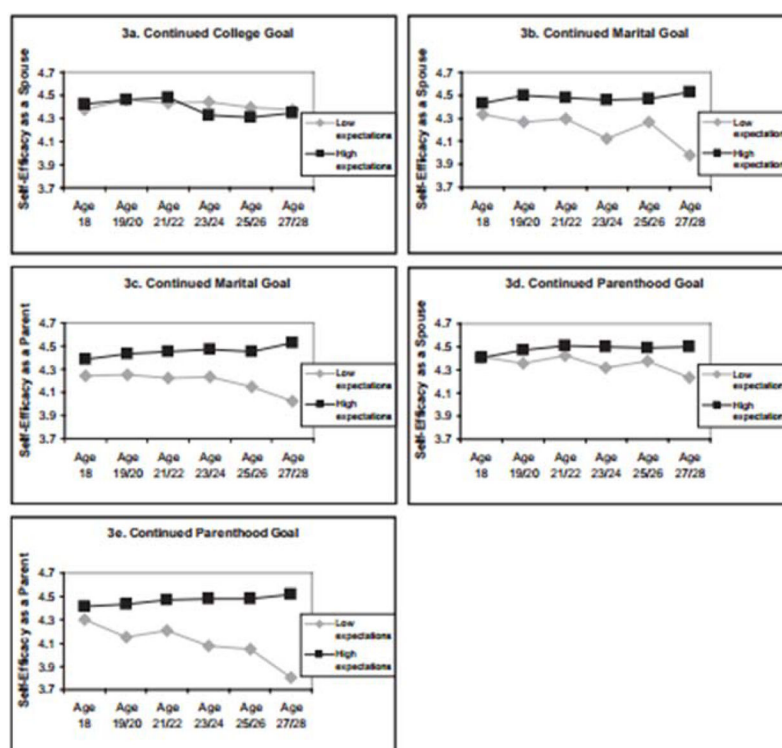 3a. Continued College Goal
Self-Efficacy as a Spouse
4.7
4.5
4.3
4.1
3.9
3.7
Age Age Age Age Age Age
18 19/20 21/22 23/24 25/26 27/28
Low
expectations
High
expectations
3b. Continued Marital Goal
Self-Efficacy as a Spouse
4.7
4.5
4.3
4.1
3.9
3.7
Age Age Age Age Age Age
18 19/20 21/22 23/24 25/26 27/28
Low
expectation
High
expectation
3c. Continued Marital Goal
Self-Efficacy as a Parent
4.7
4.5
4.3
4.1
3.9
3.7
Age Age Age Age Age Age
18 19/20 21/22 23/24 25/26 27/28
Low
expectations
High
expectations
3d. Continued Parenthood Goal
Self-Efficacy as a Spouse
4.7
4.5
4.3
4.1
3.9
3.7
Age Age Age Age Age Age
18 19/20 21/22 23/24 25/26 27/28
Low
expectation
High
expectation
3e. Continued Parenthood Goal
Self-Efficacy as a Parent
4.7
4.5
4.3
4.1
3.9
3.7
Age Age Age Age Age Age
18 19/20 21/22 23/24 25/26 27/28
Low
expectations
High
expectations